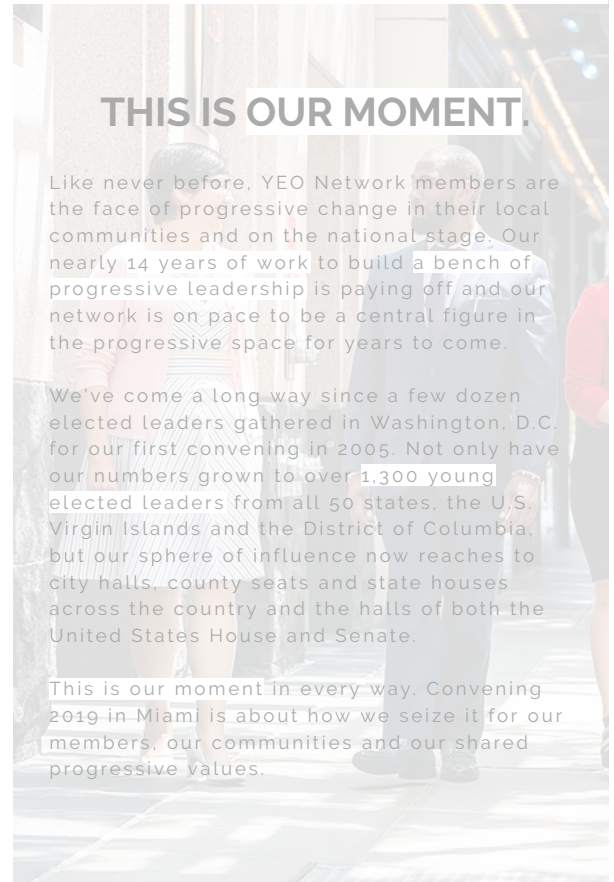 THIS IS OUR MOMENT.
Like never before, YEO Network members are
the face of progressive change in their local
communities and on the national stage. Our
nearly 14 years of work to build a bench of
progressive leadership is paying off and our
network is on pace to be a central figure in
the progressive space for years to come.
We've come a long way since a few dozen
elected leaders gathered in Washington, D.C.
for our first convening in 2005. Not only have
our numbers grown to over 1,300 young
elected leaders from all 50 states, the U.S.
Virgin Islands and the District of Columbia,
but our sphere of influence now reaches to
city halls, county seats and state houses
across the country and the halls of both the
United States House and Senate.
This is our moment in every way. Convening
2019 in Miami is about how we seize it for our
members, our communities and our shared
progressive values.